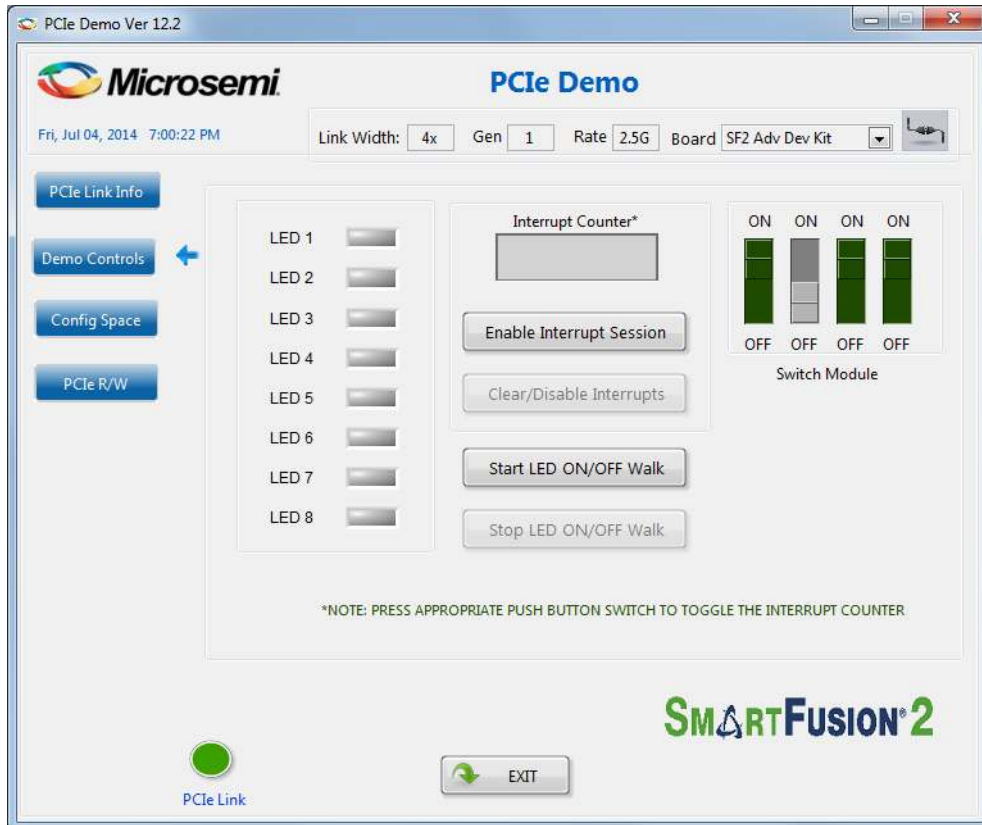 PCIe Demo Ver 12.2
Microsemi.
PCIe Demo
Fri, Jul 04, 2014 7:00:22 PM
Link Width: 4x Gen 1 Rate 2.5G Board SF2 Adv Dev Kit
PCIe Link Info
Demo Controls
Config Space
PCIe R/W
LED 1
LED 2
LED 3
LED 4
LED 5
LED 6
LED 7
LED 8
Interrupt Counter*
Enable Interrupt Session
Clear/Disable Interrupts
Start LED ON/OFF Walk
Stop LED ON/OFF Walk
ON ON ON ON
OFF OFF OFF OFF
Switch Module
*NOTE: PRESS APPROPRIATE PUSH BUTTON SWITCH TO TOGGLE THE INTERRUPT COUNTER
SMARTFUSION®2
PCIe Link
EXIT